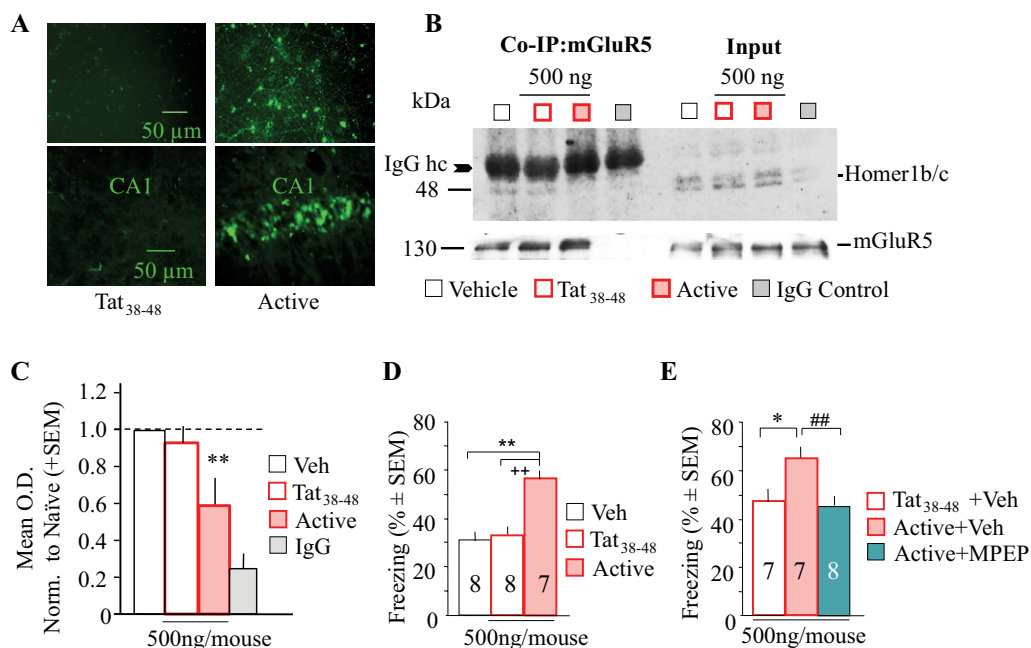 A
50 µm
CA1
CA1
50 µm
Tat38-48
Active
B
Co-IP:mGluR5
Input
500 ng
500 ng
kDa
IgG hc
48
Homer1b/c
130
mGluR5
Vehicle
Tat38-48
Active
IgG Control
C
Mean O.D.
Norm. to Naïve (+SEM)
1.2
1.0
0.8
0.6
0.4
0.2
0
**
Veh
Tat38-48
Active
IgG
500ng/mouse
D
Freezing (% ± SEM)
80
60
40
20
0
**
++
8
8
7
Veh
Tat38-48
Active
500ng/mouse
E
Freezing (% ± SEM)
80
60
40
20
0
*
##
7
7
8
Tat38-48 +Veh
Active+Veh
Active+MPEP
500ng/mouse